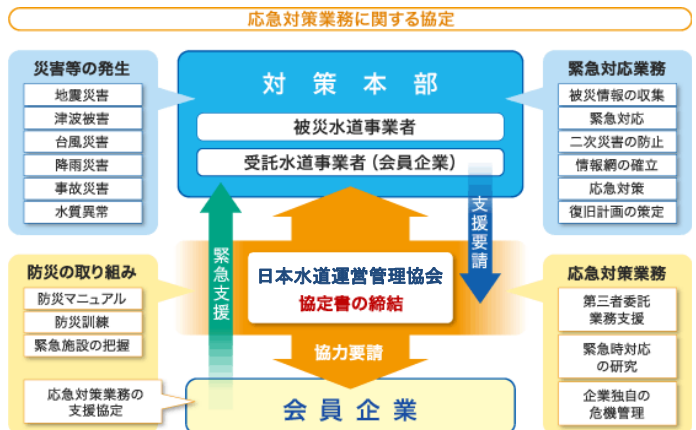 応急対策業務に関する協定
災害等の発生
地震災害
津波被害
台風災害
降雨災害
事故災害
水質異常
対策本部
被災水道事業者
受託水道事業者（会員企業）
緊急対応業務
被災情報の収集
緊急対応
二次災害の防止
情報網の確立
応急対策
復旧計画の策定
緊急支援
支援要請
日本水道運営管理協会
協定書の締結
協力要請
防災の取り組み
防災マニュアル
防災訓練
緊急施設の把握
応急対策業務の
支援協定
応急対策業務
第三者委託
業務支援
緊急時対応
の研究
企業独自の
危機管理
会員企業